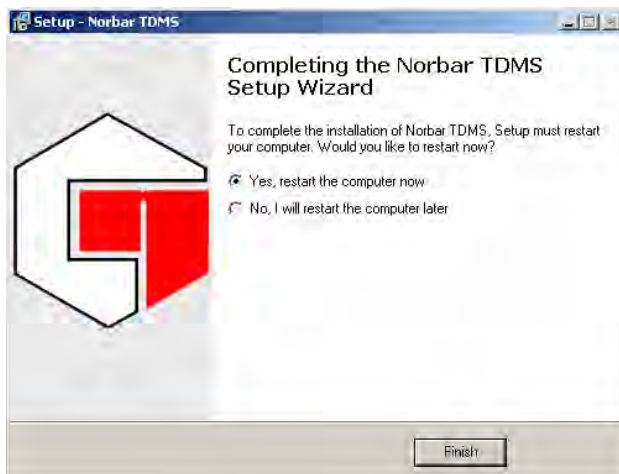 Setup - Norbar TDMS
Completing the Norbar TDMS
Setup Wizard
To complete the installation of Norbar TDMS, Setup must restart
your computer. Would you like to restart now?
Yes, restart the computer now
No, I will restart the computer later
Finish